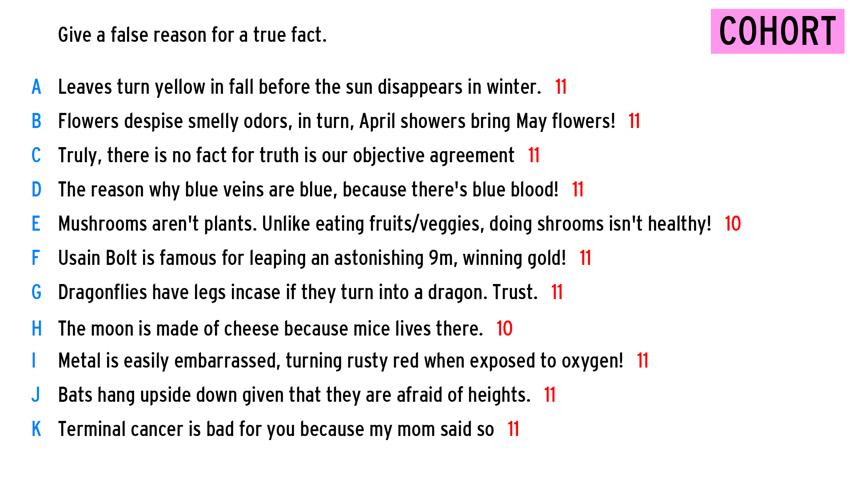 Give a false reason for a true fact.
COHORT
A Leaves turn yellow in fall before the sun disappears in winter. 11
B Flowers despise smelly odors, in turn, April showers bring May flowers! 11
C Truly, there is no fact for truth is our objective agreement 11
D The reason why blue veins are blue, because there's blue blood! 11
E Mushrooms aren't plants. Unlike eating fruits/veggies, doing shrooms isn't healthy! 10
F Usain Bolt is famous for leaping an astonishing 9m, winning gold! 11
G Dragonflies have legs incase if they turn into a dragon. Trust. 11
H The moon is made of cheese because mice lives there. 10
I Metal is easily embarrassed, turning rusty red when exposed to oxygen! 11
J Bats hang upside down given that they are afraid of heights. 11
K Terminal cancer is bad for you because my mom said so 11